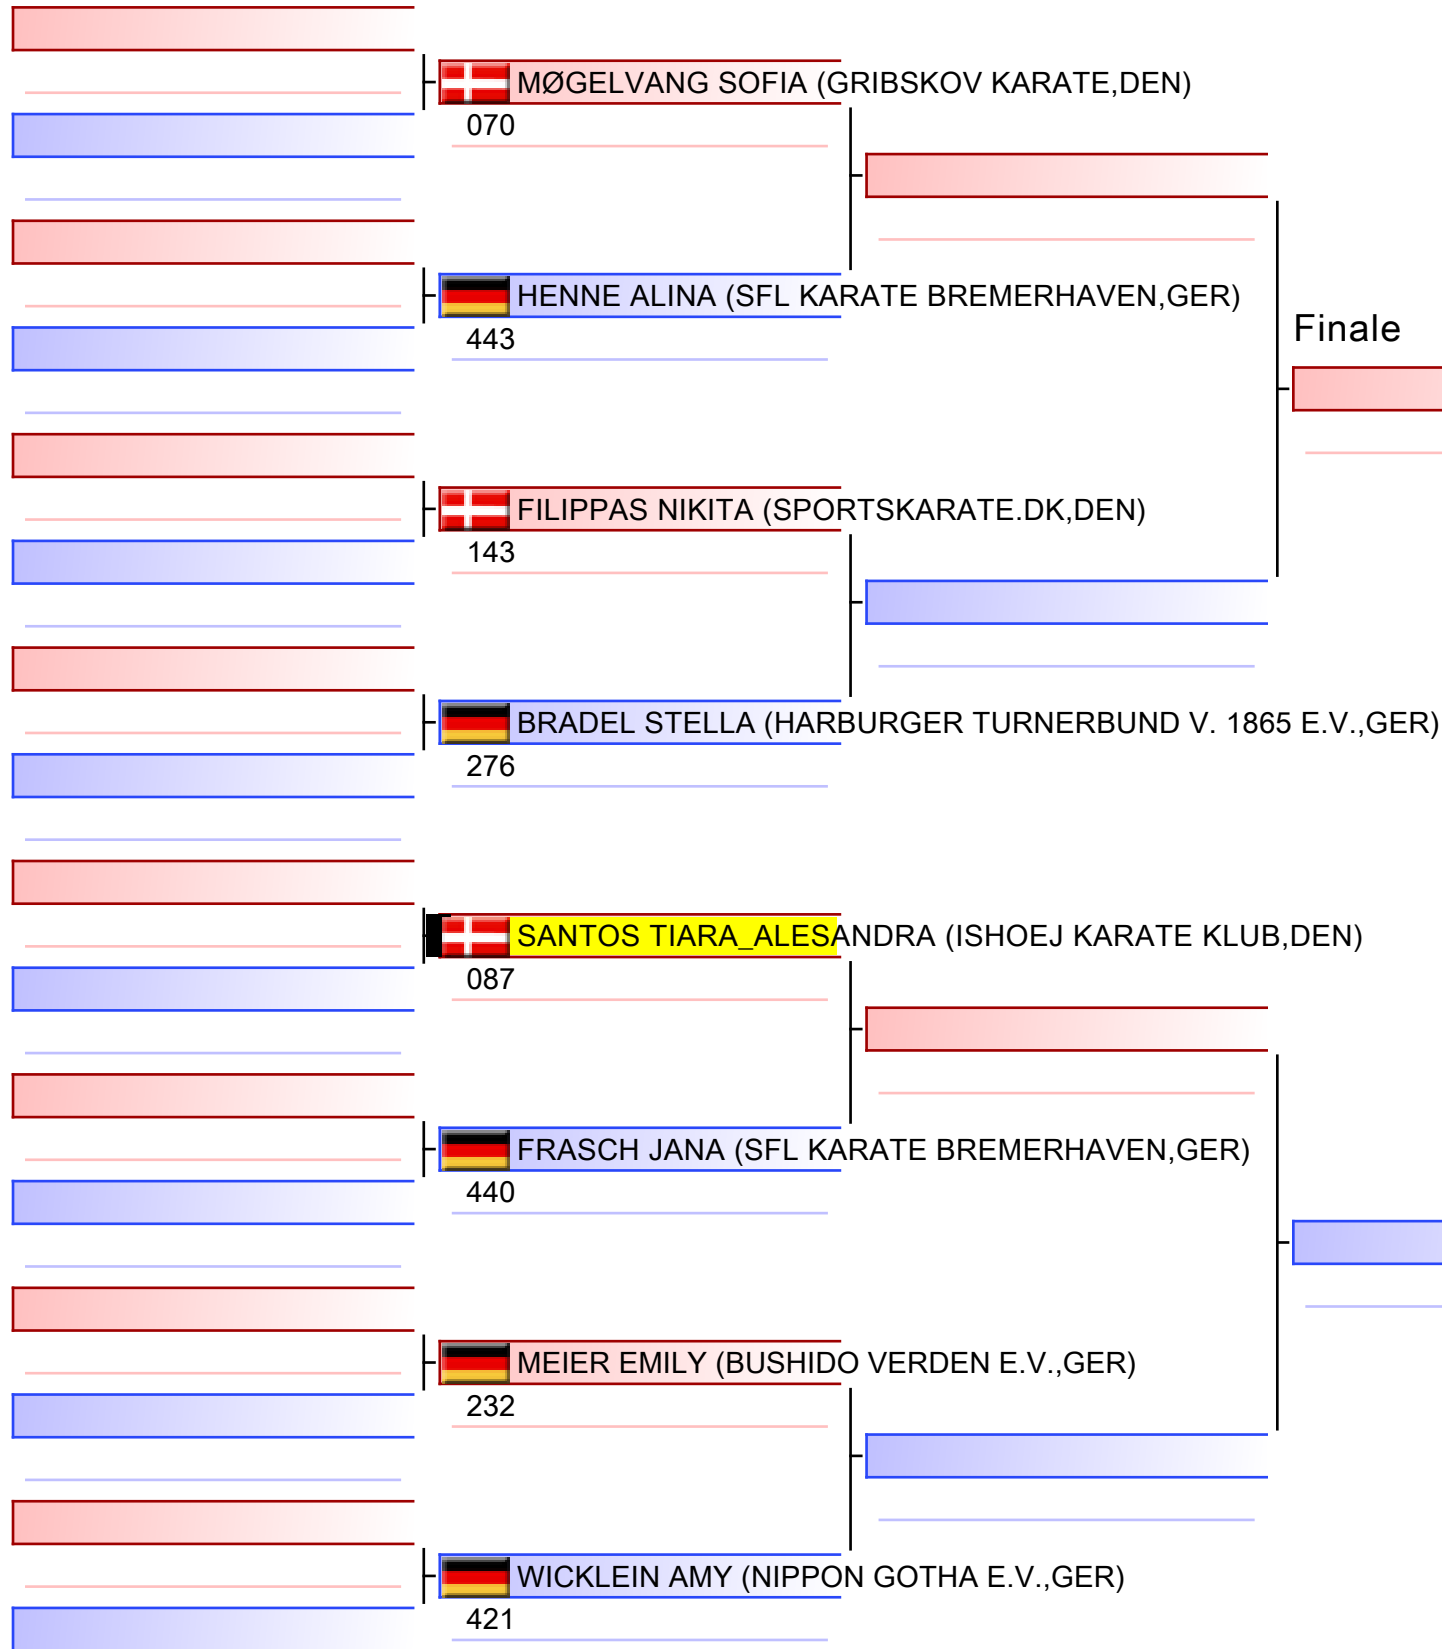 MØGELVANG SOFIA (GRIBSKOV KARATE,DEN)
070
HENNE ALINA (SFL KARATE BREMERHAVEN,GER)
443
Finale
FILIPPAS NIKITA (SPORTSKARATE.DK,DEN)
143
BRADEL STELLA (HARBURGER TURNERBUND V. 1865 E.V.,GER)
276
SANTOS TIARA_ALESANDRA (ISHOEJ KARATE KLUB,DEN)
087
FRASCH JANA (SFL KARATE BREMERHAVEN,GER)
440
MEIER EMILY (BUSHIDO VERDEN E.V.,GER)
232
WICKLEIN AMY (NIPPON GOTHA E.V.,GER)
421